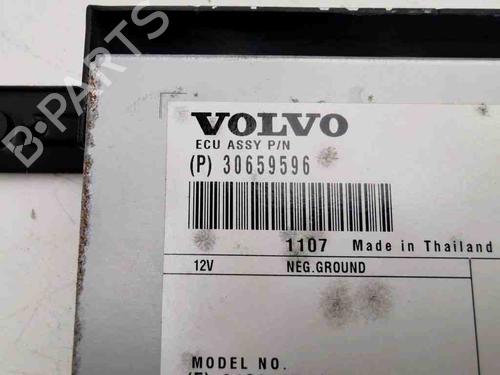 B-PARTS
VOLVO
ECU ASSY P/N
(P) 30659596
1107 Made in Thailand
12V NEG.GROUND
MODEL NO.